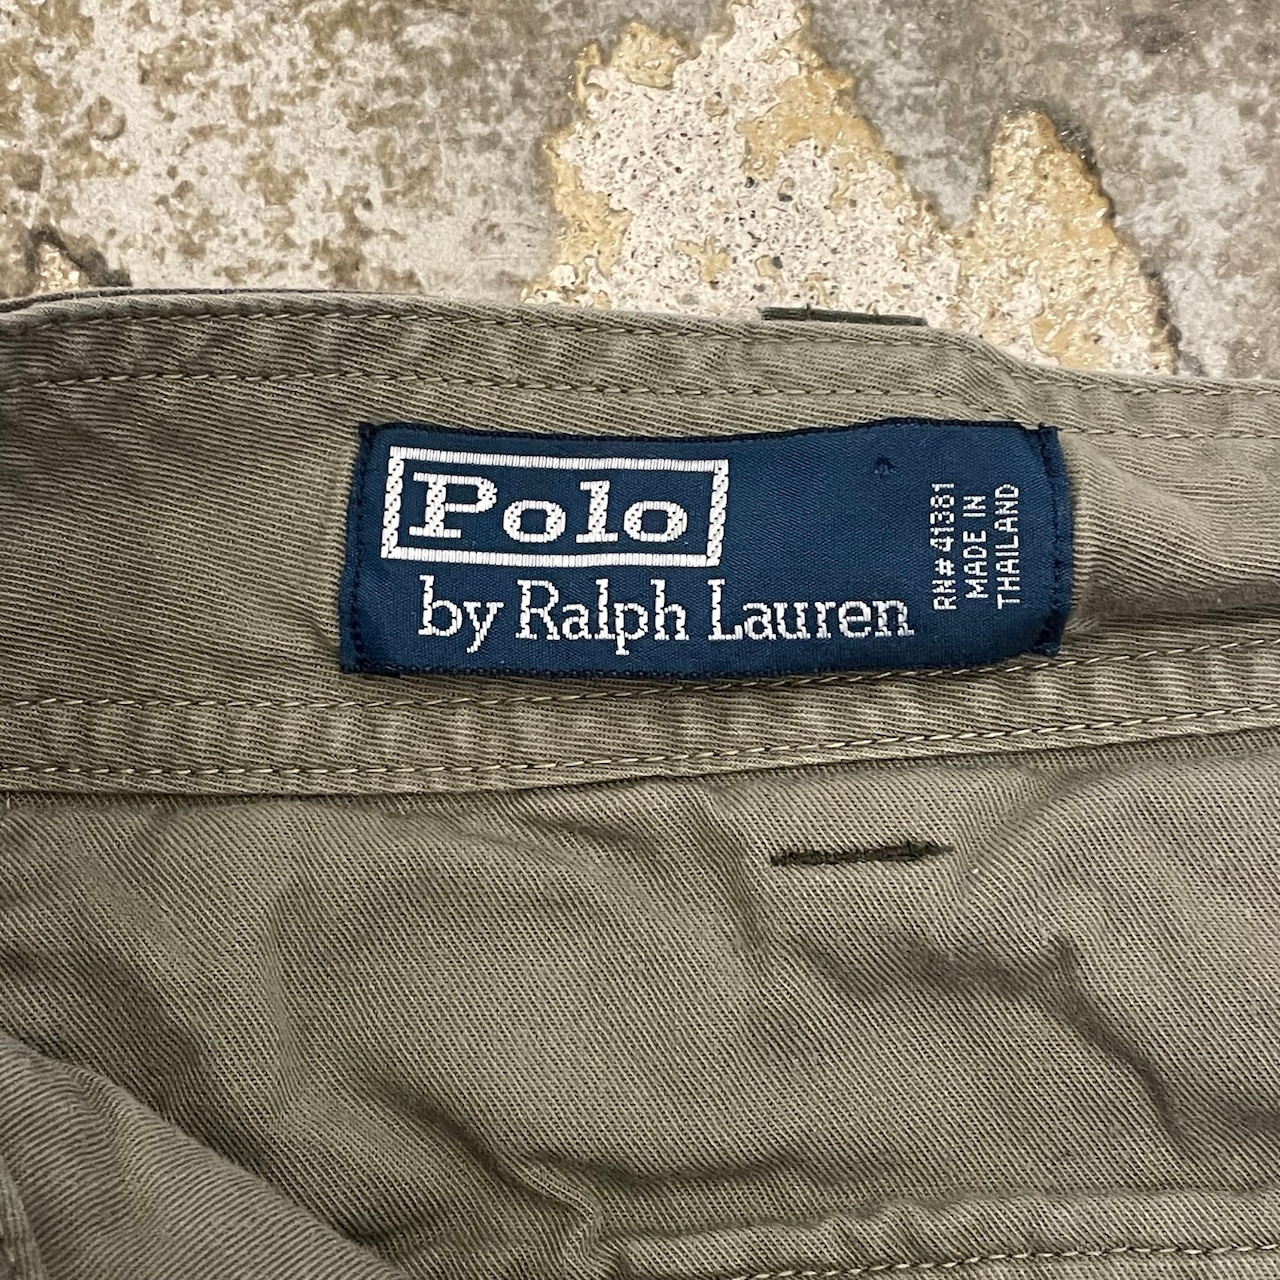 Polo
by Ralph Lauren
RN# 41381
MADE IN
THAILAND